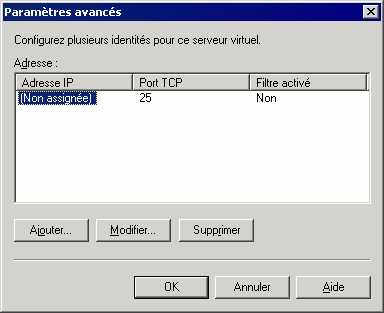 Paramètres avancés
Configurez plusieurs identités pour ce serveur virtuel.
Adresse :
Adresse IP Port TCP Filtre activé
(Non assignée) 25 Non
Ajouter... Modifier... Supprimer
OK Annuler Aide